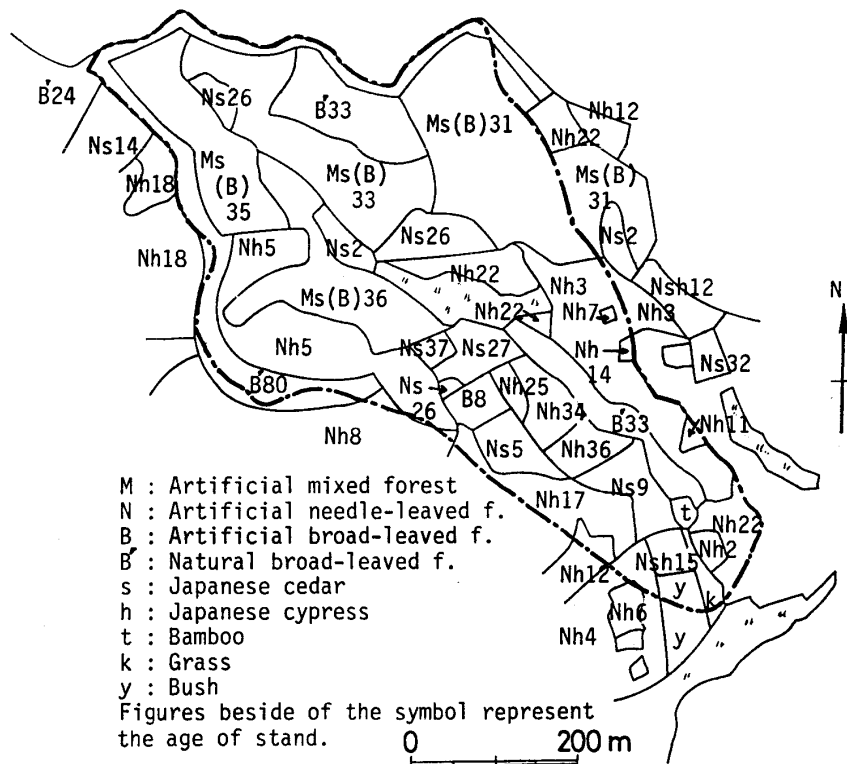 B́24
Ns26
B́33
Nh12
Ns14
Ms(B)31
Nh22
Nh18
Ms
(B)
35
Ms(B)
33
Ms(B)
31
Nh18
Nh5
Ns2
Ns26
Ns2
Nh22
Nh3
Nsh12
N
Ms(B)36
Nh22
Nh7
Nh3
Nh5
Ns37
Ns27
Nh
14
Ns32
B́80
Ns
26
B8
Nh25
Nh34
B́33
Nh11
Nh8
Ns5
Nh36
Ns9
Nh17
t
Nh22
Nh2
Nh12
Nsh15
y
k
Nh6
Nh4
y
M : Artificial mixed forest
N : Artificial needle-leaved f.
B : Artificial broad-leaved f.
B́ : Natural broad-leaved f.
s : Japanese cedar
h : Japanese cypress
t : Bamboo
k : Grass
y : Bush
Figures beside of the symbol represent
the age of stand.
0 200 m